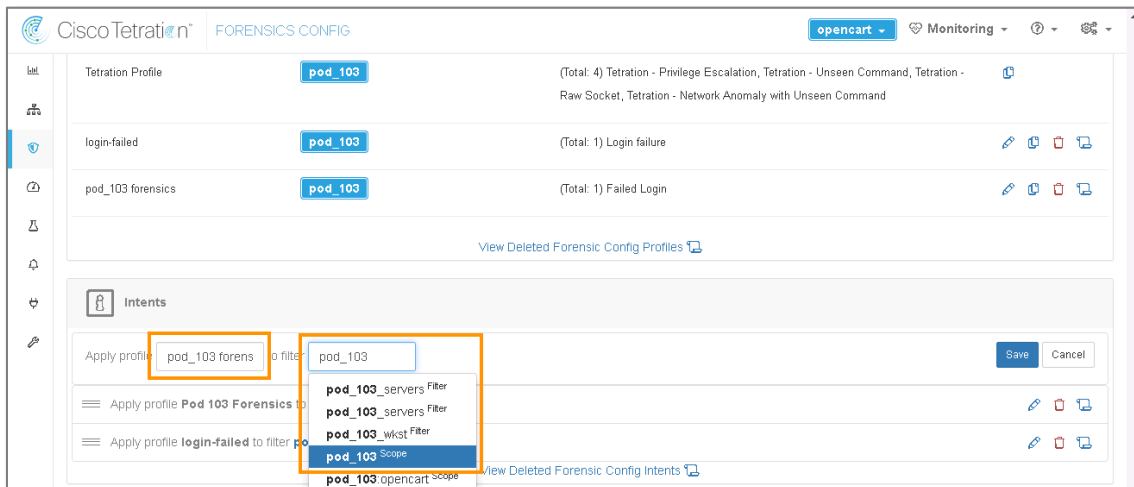 Cisco Tetration™ FORENSICS CONFIG opencart Monitoring
Tetration Profile pod_103 (Total: 4) Tetration - Privilege Escalation, Tetration - Unseen Command, Tetration -
Raw Socket, Tetration - Network Anomaly with Unseen Command
login-failed pod_103 (Total: 1) Login failure
pod_103 forensics pod_103 (Total: 1) Failed Login
View Deleted Forensic Config Profiles
Intents
Apply profile pod_103 forens to filter pod_103 Save Cancel
pod_103_servers Filter
Apply profile Pod 103 Forensics to
pod_103_servers Filter
pod_103_wkst Filter
Apply profile login-failed to filter po
pod_103 Scope
View Deleted Forensic Config Intents
pod_103:opencart Scope